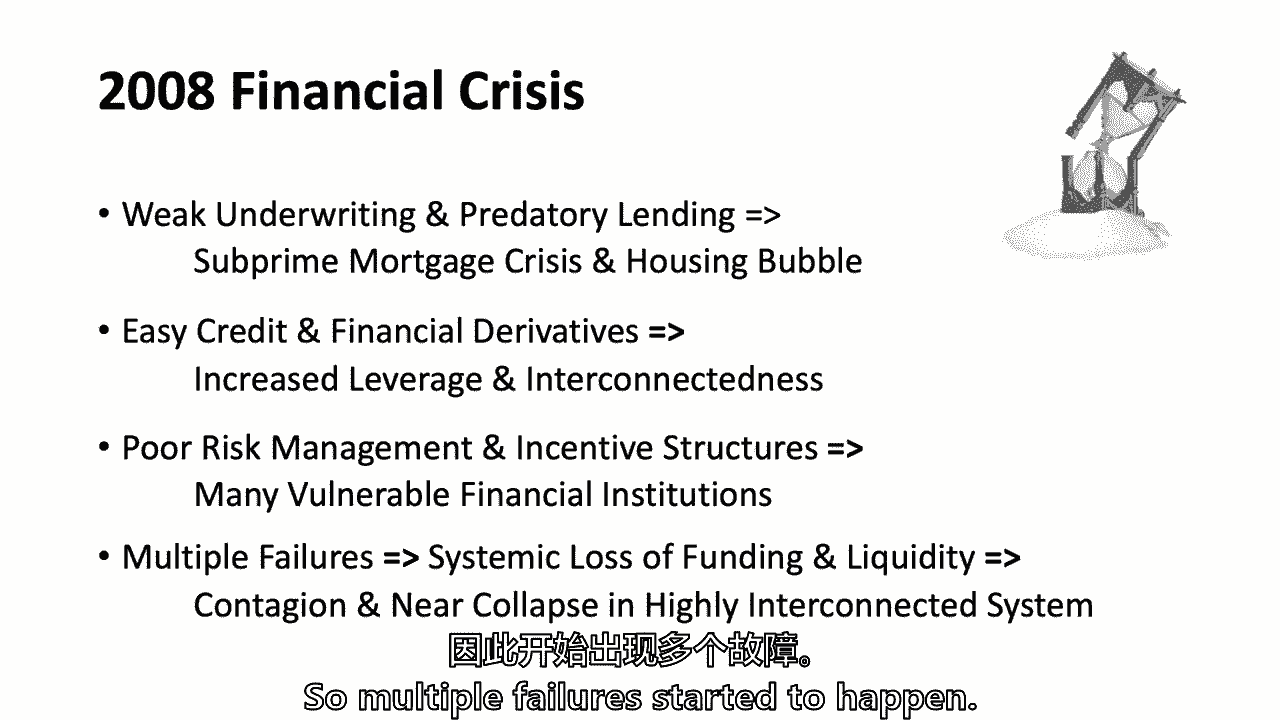 2008 Financial Crisis
• Weak Underwriting & Predatory Lending =>
Subprime Mortgage Crisis & Housing Bubble
• Easy Credit & Financial Derivatives =>
Increased Leverage & Interconnectedness
• Poor Risk Management & Incentive Structures =>
Many Vulnerable Financial Institutions
• Multiple Failures => Systemic Loss of Funding & Liquidity =>
Contagion & Near Collapse in Highly Interconnected System
因此开始出现多个故障。
So multiple failures started to happen.